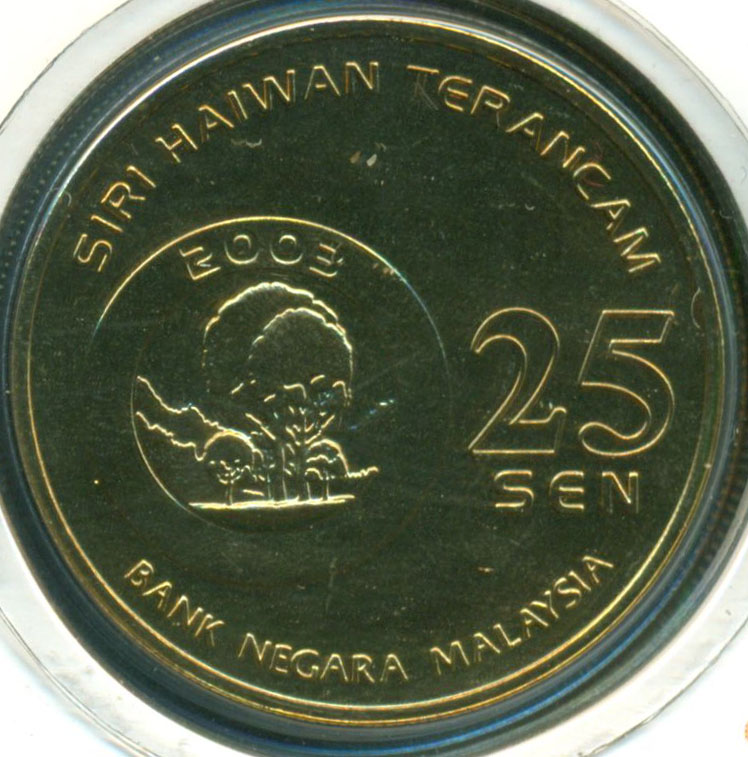 SIRI HAIWAN TERANCAM
2003
25
SEN
BANK NEGARA MALAYSIA